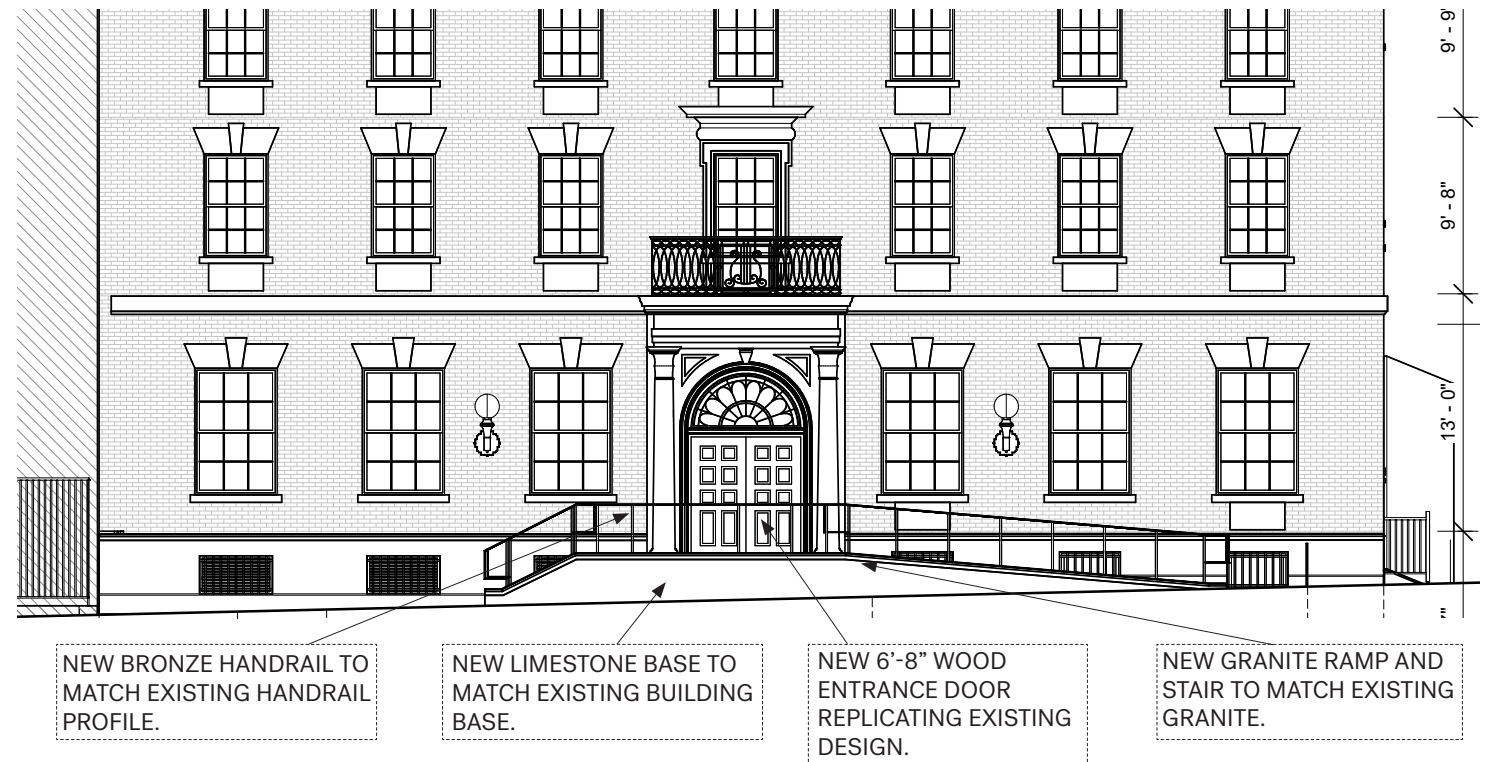 9' - 9'
9' - 8"
13' - 0"
"
NEW BRONZE HANDRAIL TO
MATCH EXISTING HANDRAIL
PROFILE.
NEW LIMESTONE BASE TO
MATCH EXISTING BUILDING
BASE.
NEW 6’-8” WOOD
ENTRANCE DOOR
REPLICATING EXISTING
DESIGN.
NEW GRANITE RAMP AND
STAIR TO MATCH EXISTING
GRANITE.